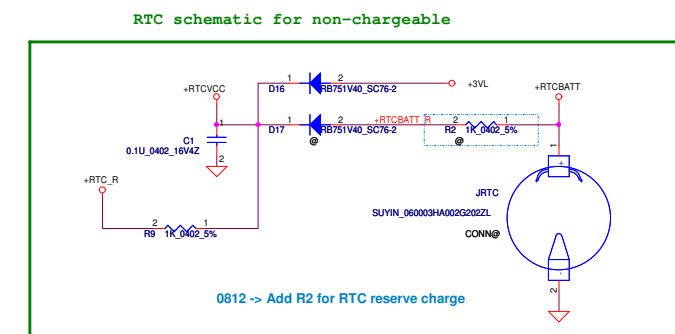 RTC schematic for non-chargeable
1 2
D16 RB751V40_SC76-2
+3VL
+RTCVCC
+RTCBATT
1 2
D17 RB751V40_SC76-2
@
+RTCBATT_R
2 1
R2 1K_0402_5%
@
1
C1
0.1U_0402_16V4Z
2
+RTC_R
2 1
R9 1K_0402_5%
1
+
JRTC
SUYIN_060003HA002G202ZL
CONN@
-
2
0812 -> Add R2 for RTC reserve charge